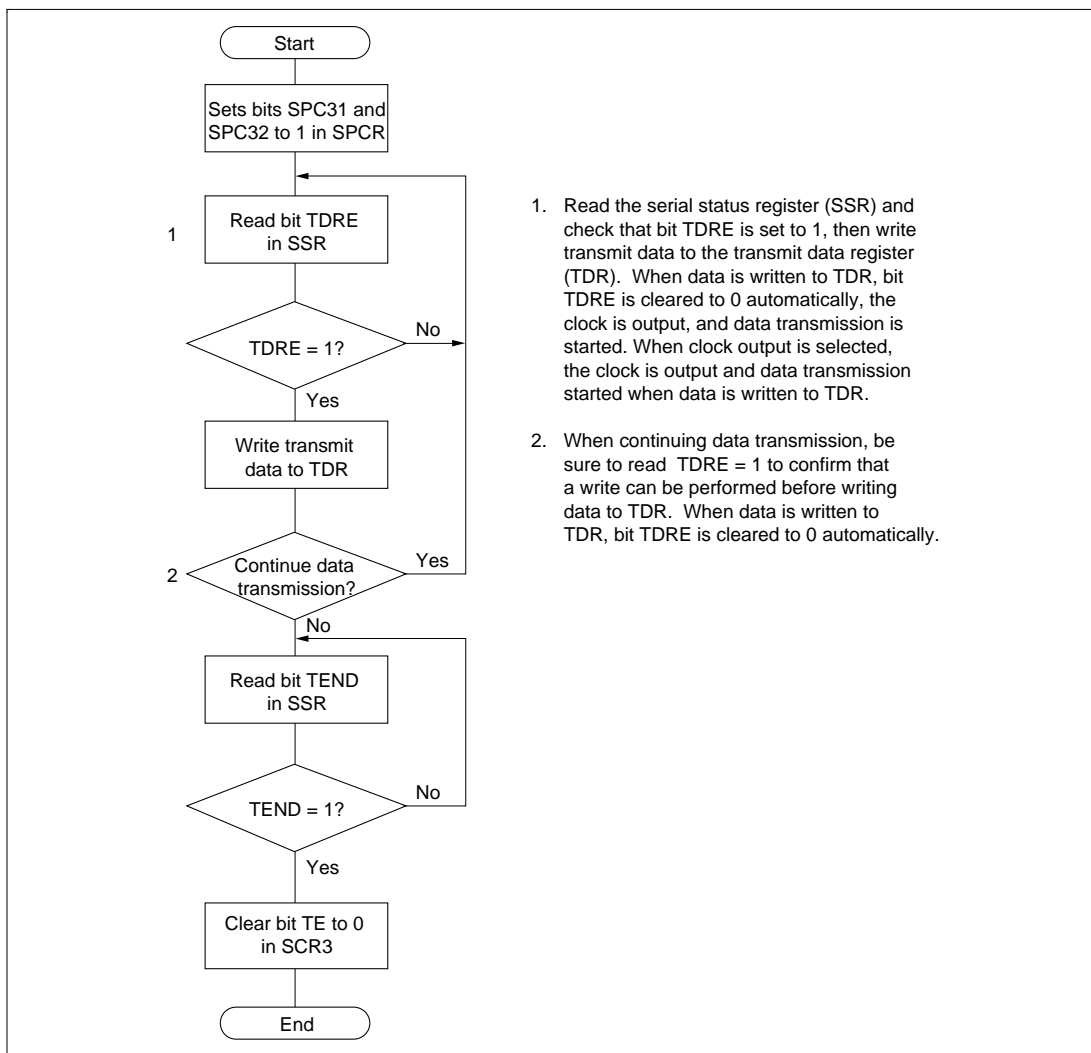 Start
Sets bits SPC31 and
SPC32 to 1 in SPCR
1
Read bit TDRE
in SSR
TDRE = 1?
No
Yes
Write transmit
data to TDR
2
Continue data
transmission?
Yes
No
Read bit TEND
in SSR
TEND = 1?
No
Yes
Clear bit TE to 0
in SCR3
End
1. Read the serial status register (SSR) and
check that bit TDRE is set to 1, then write
transmit data to the transmit data register
(TDR). When data is written to TDR, bit
TDRE is cleared to 0 automatically, the
clock is output, and data transmission is
started. When clock output is selected,
the clock is output and data transmission
started when data is written to TDR.
2. When continuing data transmission, be
sure to read TDRE = 1 to confirm that
a write can be performed before writing
data to TDR. When data is written to
TDR, bit TDRE is cleared to 0 automatically.